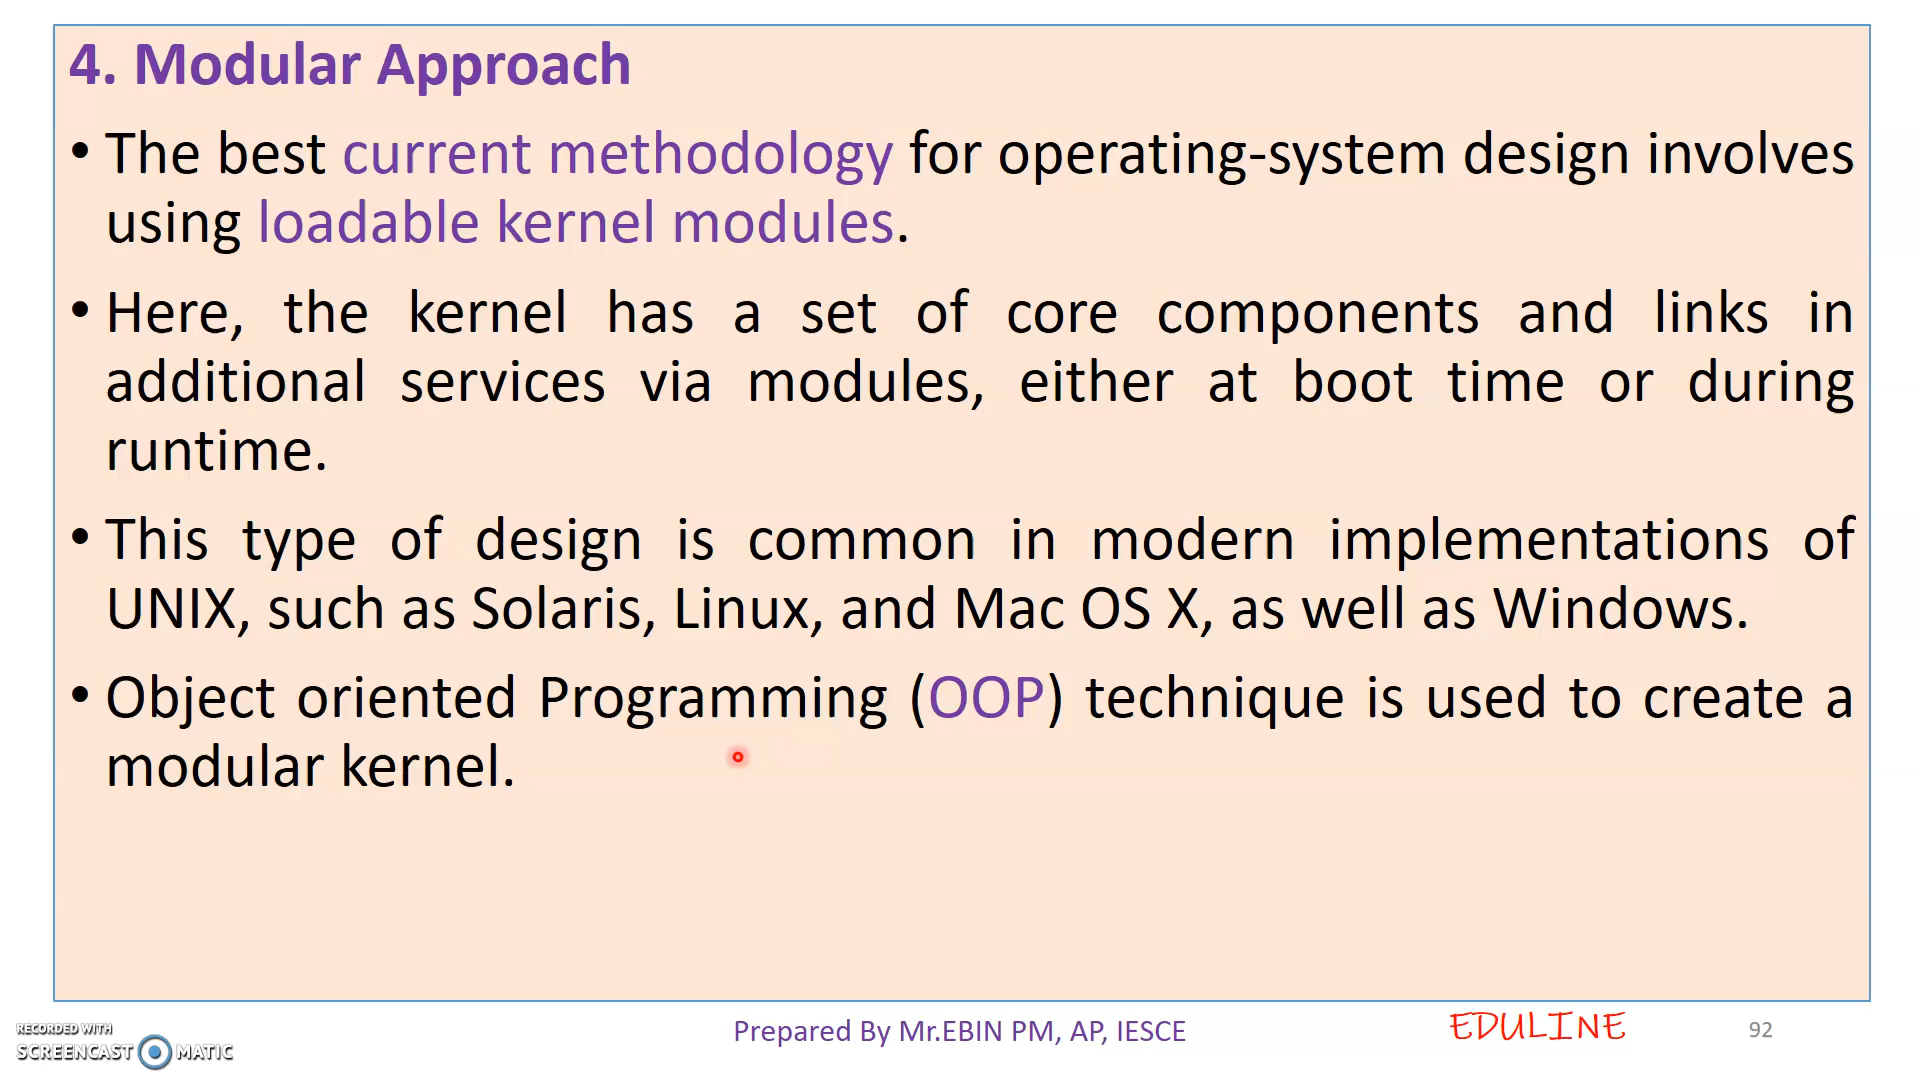 4. Modular Approach
• The best current methodology for operating-system design involves
using loadable kernel modules.
• Here, the kernel has a set of core components and links in
additional services via modules, either at boot time or during
runtime.
• This type of design is common in modern implementations of
UNIX, such as Solaris, Linux, and Mac OS X, as well as Windows.
• Object oriented Programming (OOP) technique is used to create a
modular kernel.
RECORDED WITH
SCREENCAST MATIC
Prepared By Mr.EBIN PM, AP, IESCE
EDULINE
92